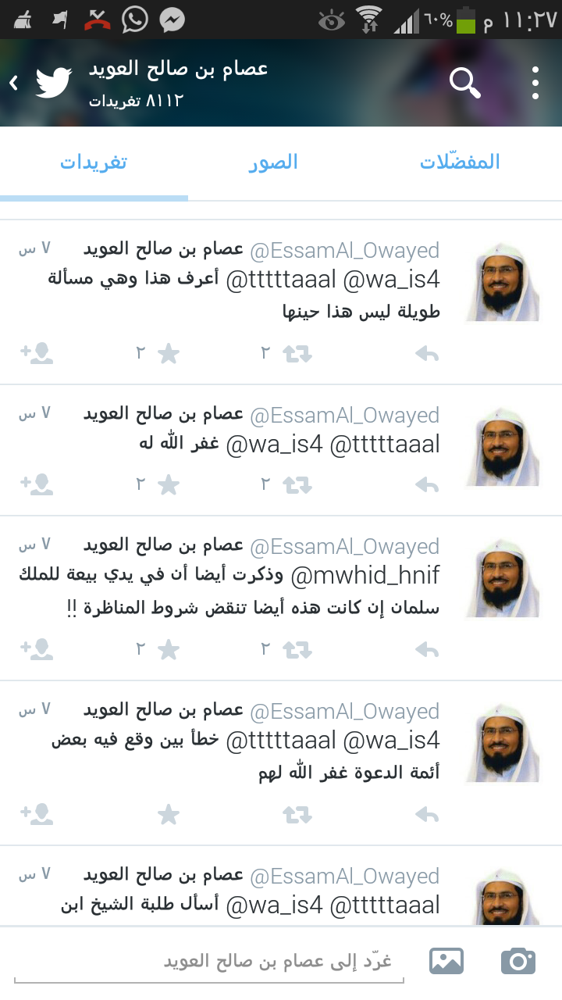 ٦٠% ١١:٢٧ م
عصام بن صالح العويد
٨١١٢ تغريدات
المفضّلات الصور تغريدات
@EssamAl_Owayed عصام بن صالح العويد ٧ س
@tttttaaal @wa_is4 أعرف هذا وهي مسألة
طويلة ليس هذا حينها
٢ ٢
@EssamAl_Owayed عصام بن صالح العويد ٧ س
@wa_is4 @tttttaaal غفر الله له
٢ ٢
@EssamAl_Owayed عصام بن صالح العويد ٧ س
@mwhid_hnif وذكرت أيضا أن في يدي بيعة للملك
سلمان إن كانت هذه أيضا تنقض شروط المناظرة !!
٢ ٢
@EssamAl_Owayed عصام بن صالح العويد ٧ س
@tttttaaal @wa_is4 خطأ بين وقع فيه بعض
أئمة الدعوة غفر الله لهم
@EssamAl_Owayed عصام بن صالح العويد ٧ س
@wa_is4 @tttttaaal أسأل طلبة الشيخ ابن
غرّد إلى عصام بن صالح العويد